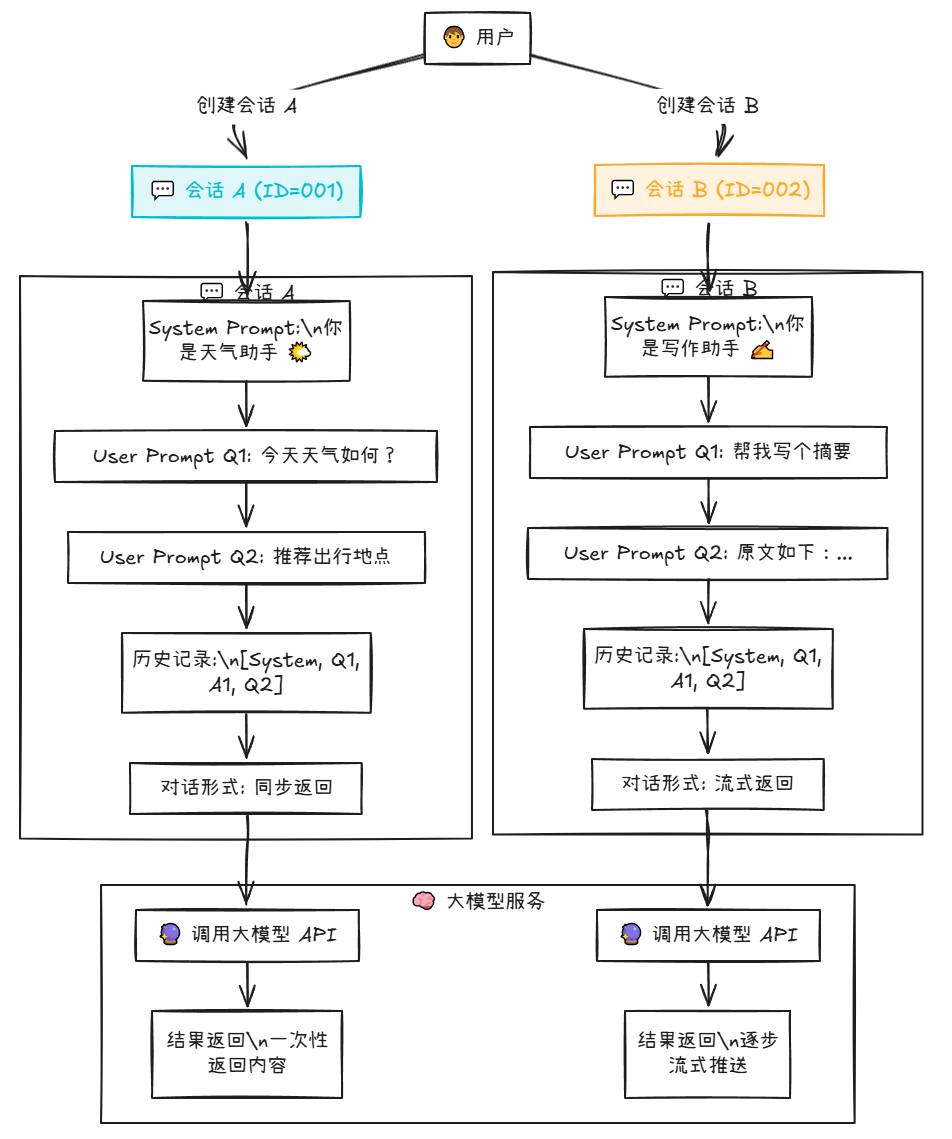 🧑 用户
创建会话 A
创建会话 B
💬 会话 A (ID=001)
💬 会话 B (ID=002)
💬 会话 A
System Prompt:\n你
是天气助手 🌤️
User Prompt Q1: 今天天气如何？
User Prompt Q2: 推荐出行地点
历史记录:\n[System, Q1,
A1, Q2]
对话形式: 同步返回
💬 会话 B
System Prompt:\n你
是写作助手 ✍️
User Prompt Q1: 帮我写个摘要
User Prompt Q2: 原文如下：...
历史记录:\n[System, Q1,
A1, Q2]
对话形式: 流式返回
🧠 大模型服务
🔮 调用大模型 API
结果返回\n一次性
返回内容
🔮 调用大模型 API
结果返回\n逐步
流式推送